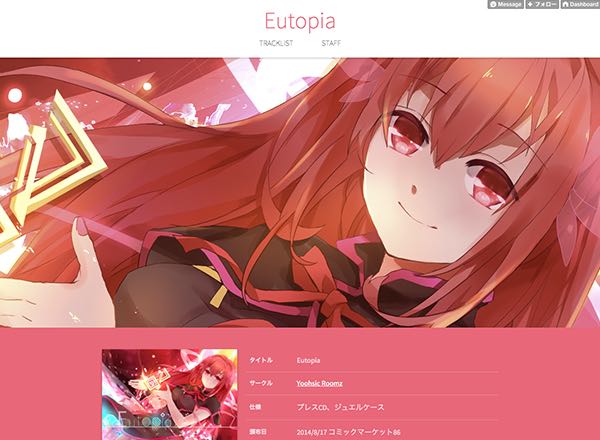 Message フォロー Dashboard
Eutopia
TRACKLIST STAFF
タイトル Eutopia
サークル Yoohsic Roomz
仕様 プレスCD、ジュエルケース
頒布日 2014/8/17 コミックマーケット86
Eutopia